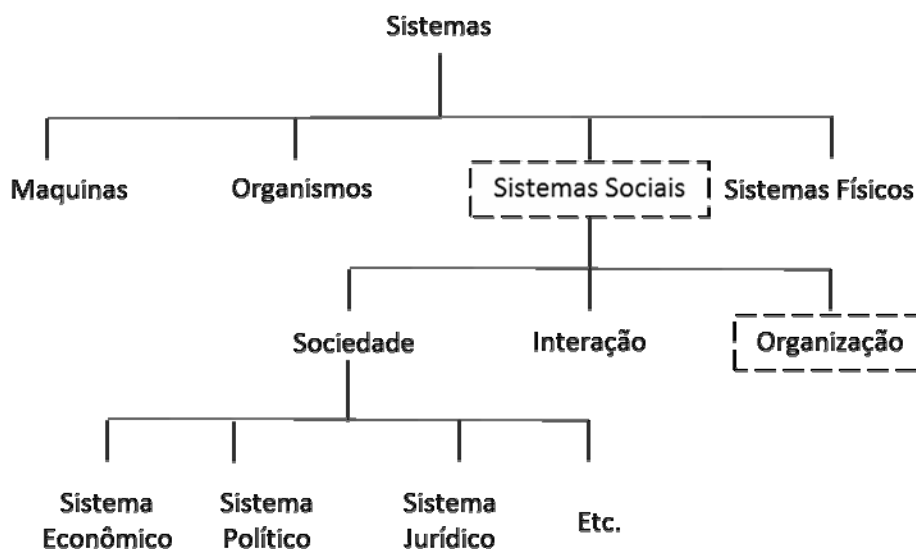 Sistemas
Maquinas
Organismos
Sistemas Sociais
Sistemas Físicos
Sociedade
Interação
Organização
Sistema
Econômico
Sistema
Político
Sistema
Jurídico
Etc.